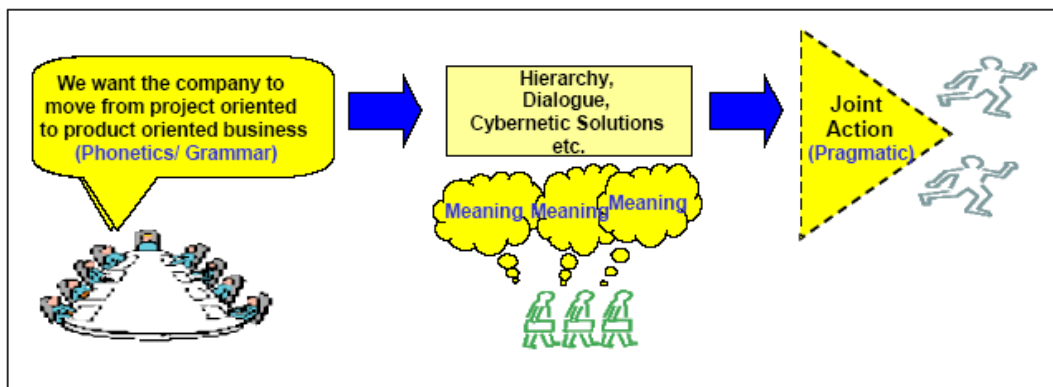 We want the company to
move from project oriented
to product oriented business
(Phonetics/ Grammar)
Hierarchy,
Dialogue,
Cybernetic Solutions
etc.
Meaning
Meaning
Meaning
Joint
Action
(Pragmatic)